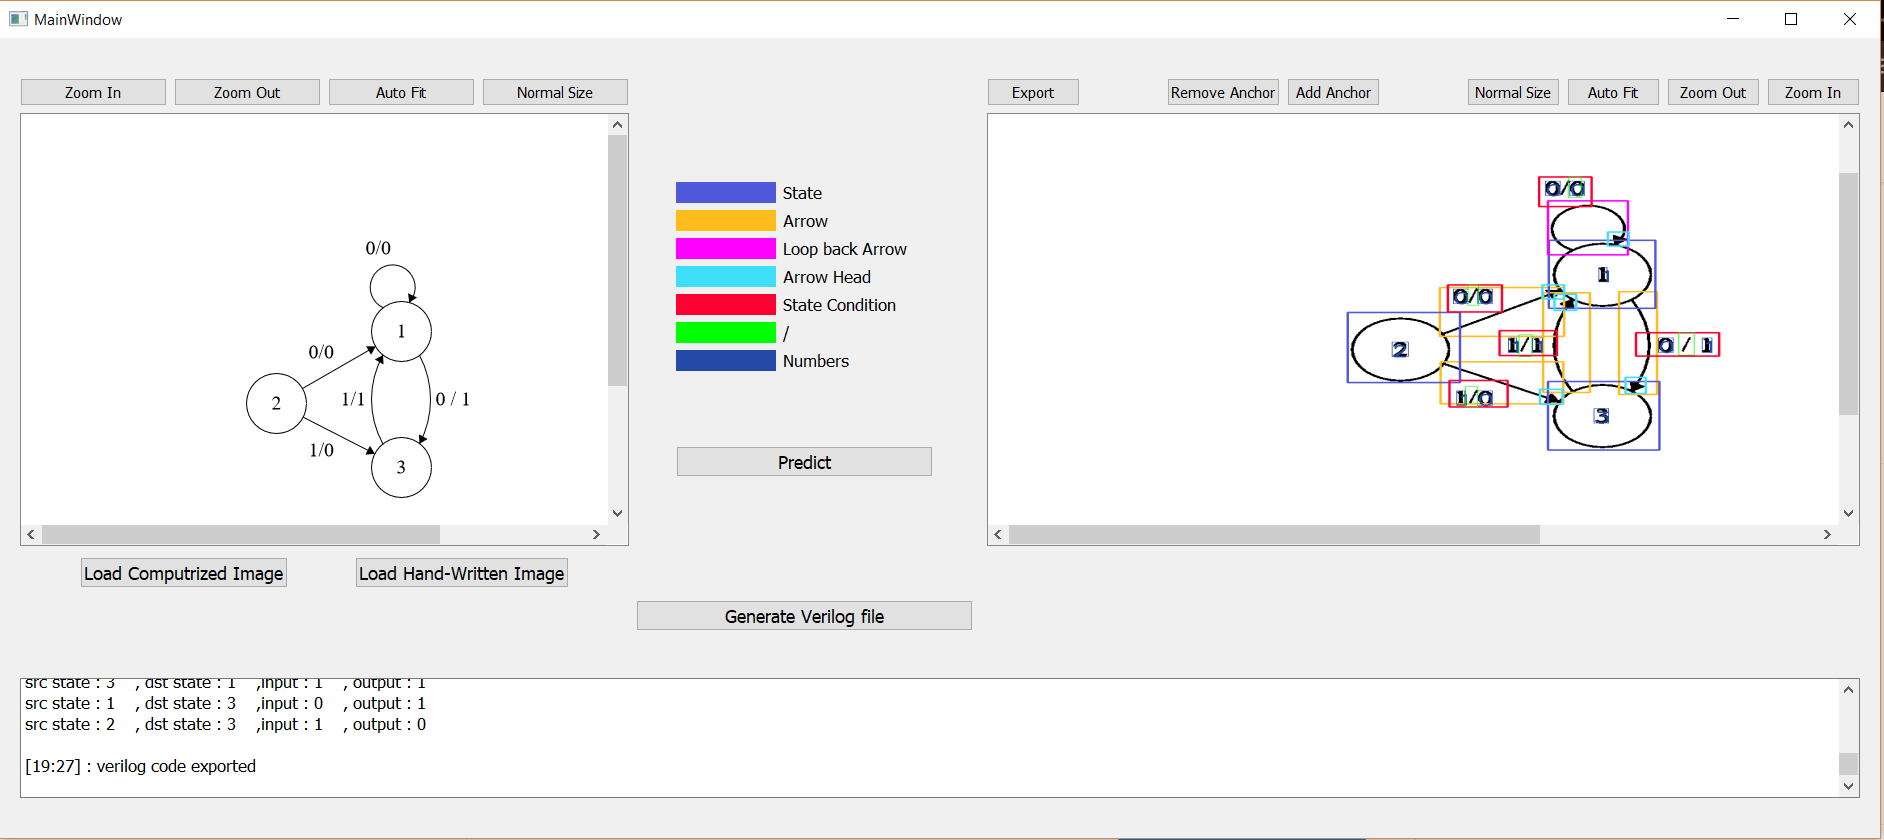 MainWindow
Zoom In Zoom Out Auto Fit Normal Size
Export Remove Anchor Add Anchor Normal Size Auto Fit Zoom Out Zoom In
0/0
1
0/0
2
1/1
0 / 1
1/0
3
State
Arrow
Loop back Arrow
Arrow Head
State Condition
/
Numbers
Predict
0/0
1
0/0
2
1/1
0 / 1
1/0
3
Load Computrized Image Load Hand-Written Image
Generate Verilog file
src state : 3 , dst state : 1 ,input : 1 , output : 1
src state : 1 , dst state : 3 ,input : 0 , output : 1
src state : 2 , dst state : 3 ,input : 1 , output : 0
[19:27] : verilog code exported